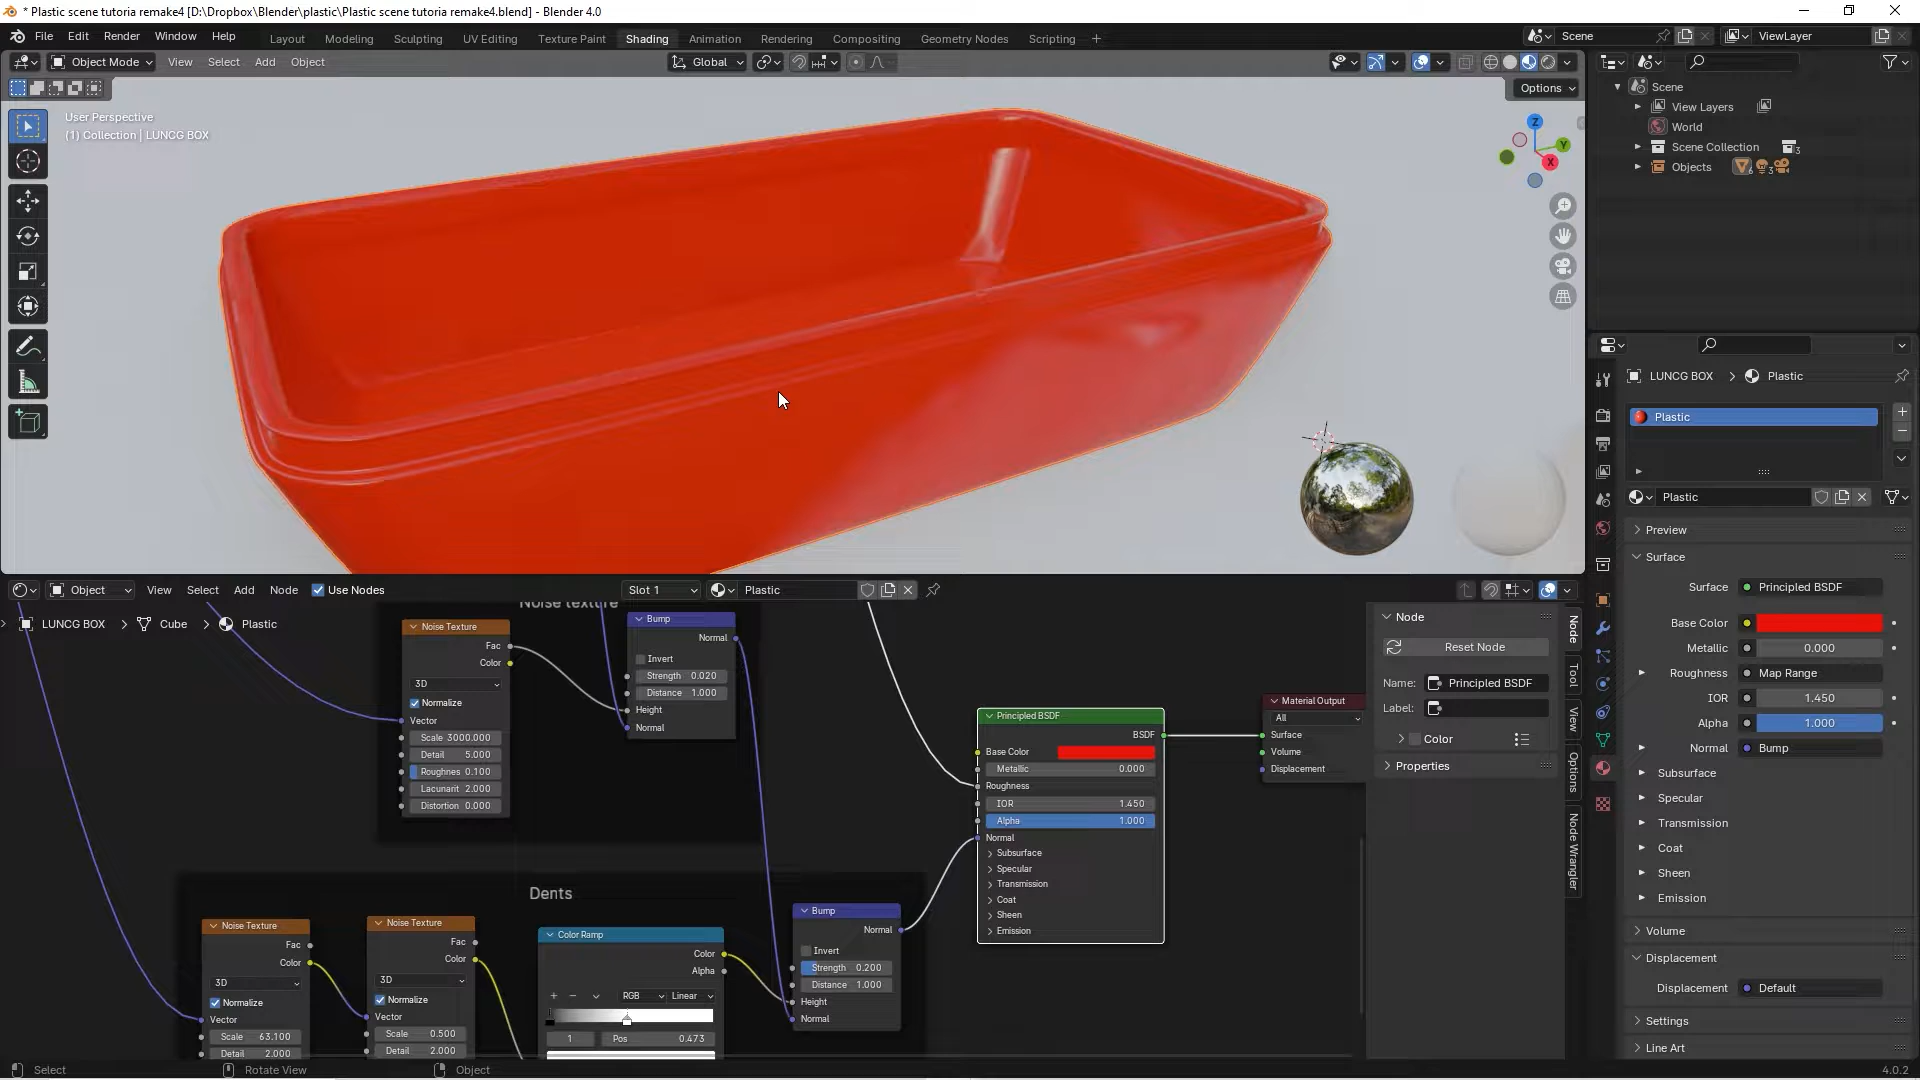 * Plastic scene tutoria remake4 [D:\Dropbox\Blender\plastic\Plastic scene tutoria remake4.blend] - Blender 4.0
File Edit Render Window Help
Layout Modeling Sculpting UV Editing Texture Paint Shading Animation Rendering Compositing Geometry Nodes Scripting +
Scene
ViewLayer
Object Mode View Select Add Object
Global
Options
User Perspective
(1) Collection | LUNCG BOX
Z
Y
X
Scene
View Layers
World
Scene Collection 3
Objects 6 3
LUNCG BOX > Plastic
Plastic
Plastic
Preview
Surface
Surface Principled BSDF
Base Color
Metallic 0.000
Roughness Map Range
IOR 1.450
Alpha 1.000
Normal Bump
Subsurface
Specular
Transmission
Coat
Sheen
Emission
Volume
Displacement
Displacement Default
Settings
Line Art
Object View Select Add Node Use Nodes
Slot 1
Plastic
LUNCG BOX > Cube > Plastic
Noise texture
Noise Texture
Fac
Color
3D
Normalize
Vector
Scale 3000.000
Detail 5.000
Roughnes 0.100
Lacunarit 2.000
Distortion 0.000
Bump
Normal
Invert
Strength 0.020
Distance 1.000
Height
Normal
Principled BSDF
BSDF
Base Color
Metallic 0.000
Roughness
IOR 1.450
Alpha 1.000
Normal
Subsurface
Specular
Transmission
Coat
Sheen
Emission
Material Output
All
Surface
Volume
Displacement
Node
Reset Node
Name: Principled BSDF
Label:
Color
Properties
Node
Tool
View
Options
Node Wrangler
Dents
Noise Texture
Fac
Color
3D
Normalize
Vector
Scale 63.100
Detail 2.000
Noise Texture
Fac
Color
3D
Normalize
Vector
Scale 0.500
Detail 2.000
Color Ramp
Color
Alpha
+ − RGB Linear
1 Pos 0.473
Bump
Normal
Invert
Strength 0.200
Distance 1.000
Height
Normal
Select Rotate View Object
4.0.2